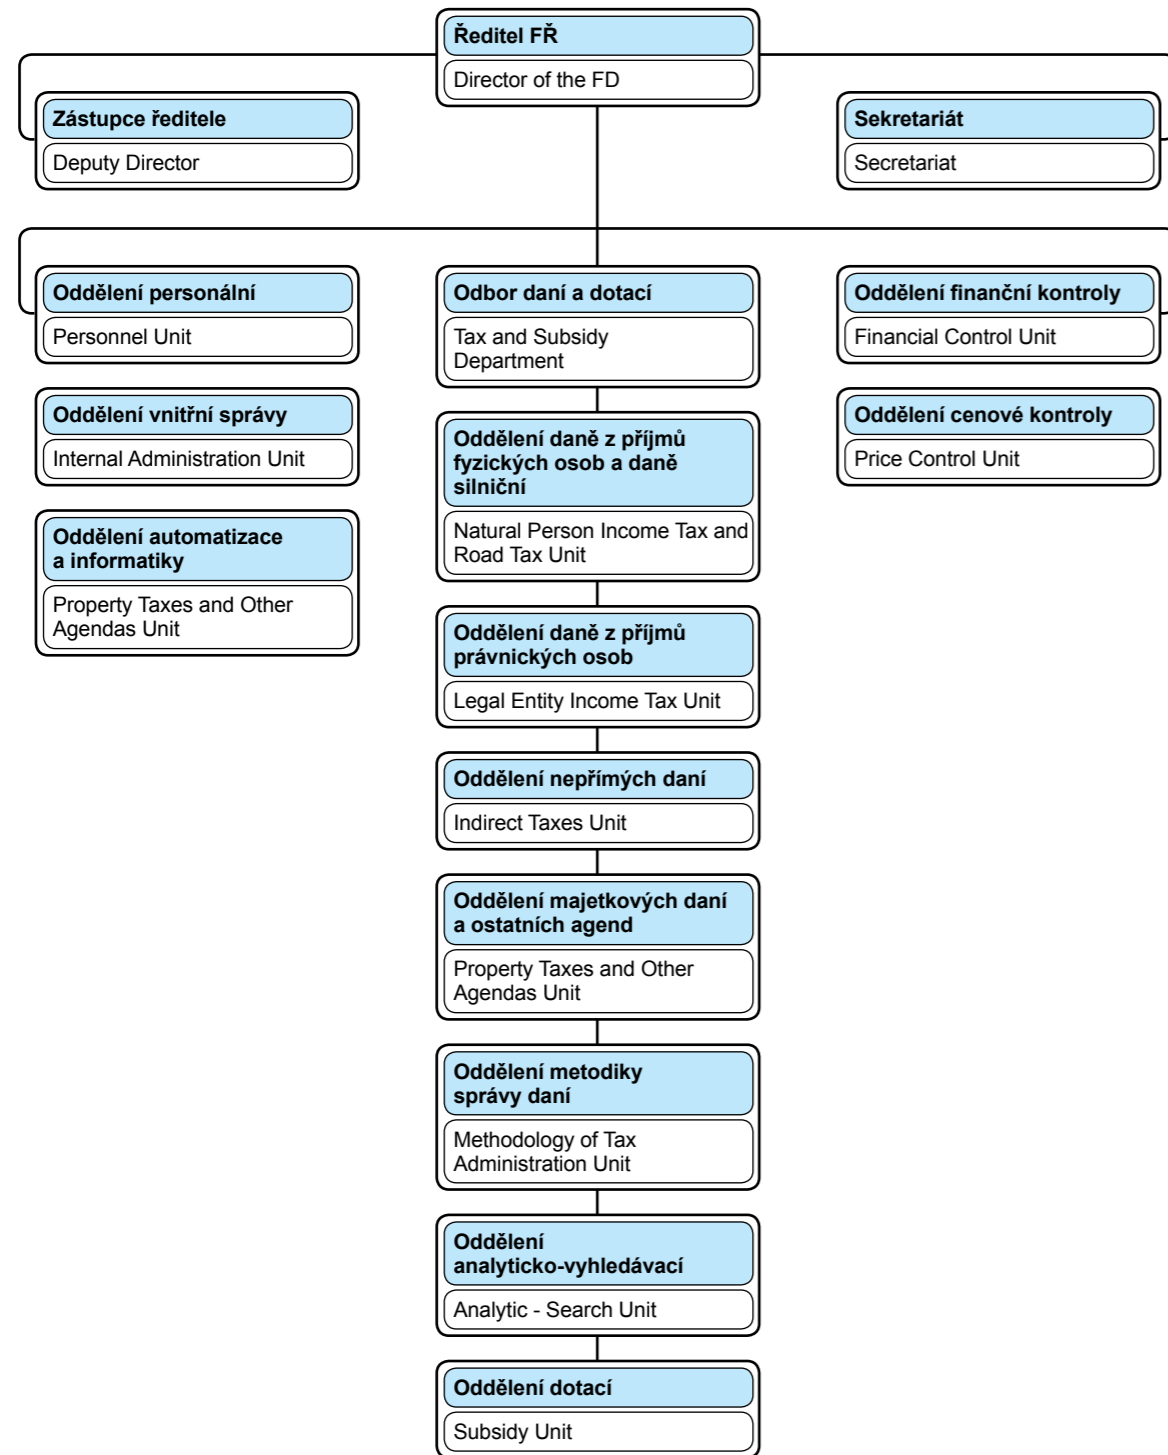 Ředitel FŘ
Director of the FD
Zástupce ředitele
Deputy Director
Sekretariát
Secretariat
Oddělení personální
Personnel Unit
Oddělení vnitřní správy
Internal Administration Unit
Oddělení automatizace
a informatiky
Property Taxes and Other
Agendas Unit
Odbor daní a dotací
Tax and Subsidy
Department
Oddělení daně z příjmů
fyzických osob a daně
silniční
Natural Person Income Tax and
Road Tax Unit
Oddělení daně z příjmů
právnických osob
Legal Entity Income Tax Unit
Oddělení nepřímých daní
Indirect Taxes Unit
Oddělení majetkových daní
a ostatních agend
Property Taxes and Other
Agendas Unit
Oddělení metodiky
správy daní
Methodology of Tax
Administration Unit
Oddělení
analyticko-vyhledávací
Analytic - Search Unit
Oddělení dotací
Subsidy Unit
Oddělení finanční kontroly
Financial Control Unit
Oddělení cenové kontroly
Price Control Unit